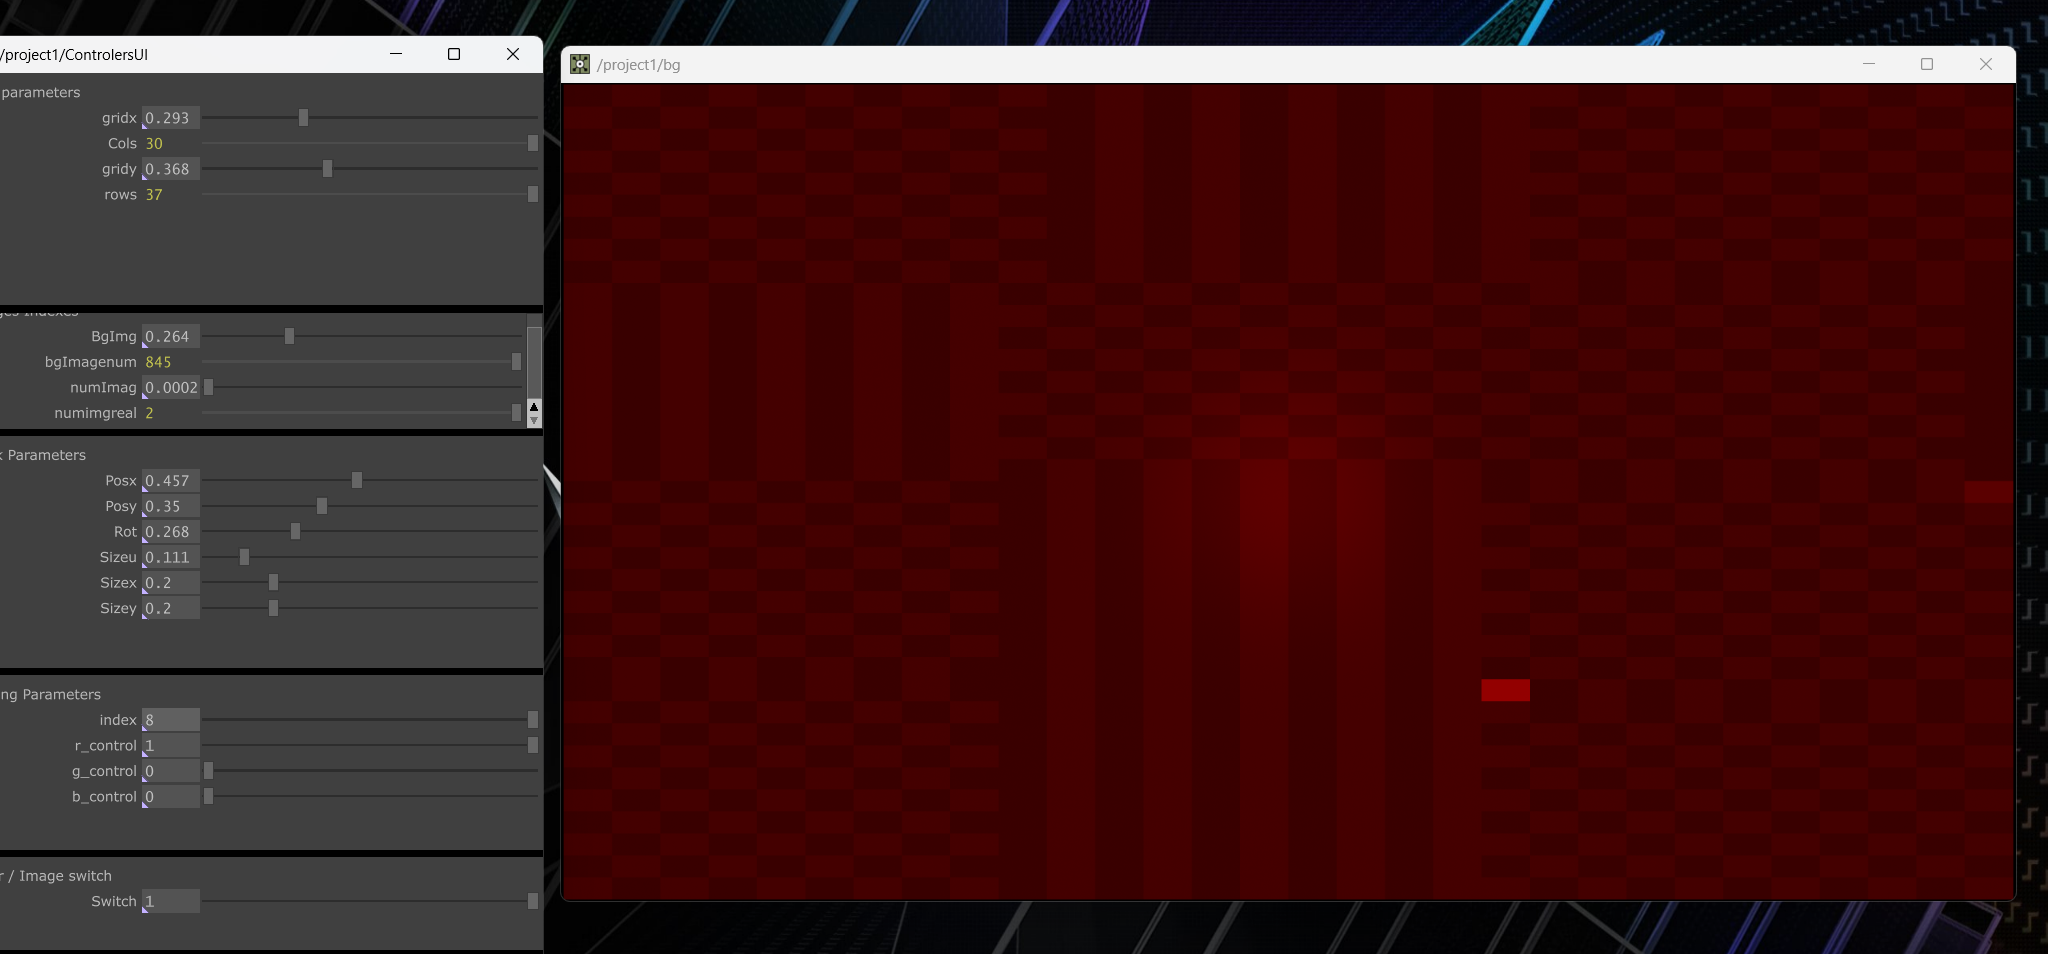 /project1/ControlersUI
/project1/bg
parameters
gridx 0.293
Cols 30
gridy 0.368
rows 37
BgImg 0.264
bgImagenum 845
numImag 0.0002
numimgreal 2
Parameters
Posx 0.457
Posy 0.35
Rot 0.268
Sizeu 0.111
Sizex 0.2
Sizey 0.2
ng Parameters
index 8
r_control 1
g_control 0
b_control 0
/ Image switch
Switch 1